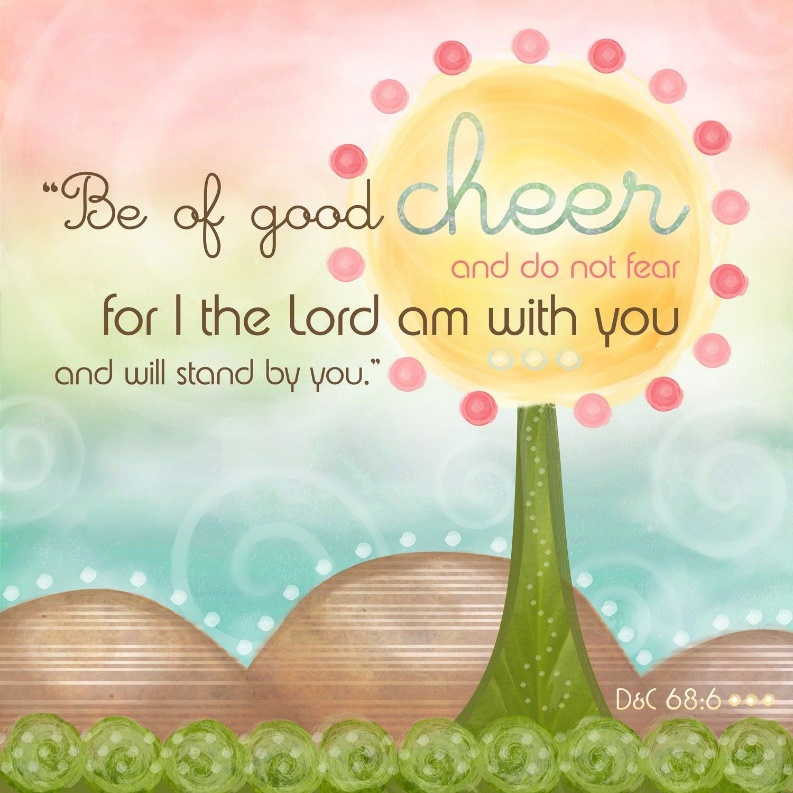 “Be of good cheer
and do not fear
for I the Lord am with you
and will stand by you.”
D&C 68:6